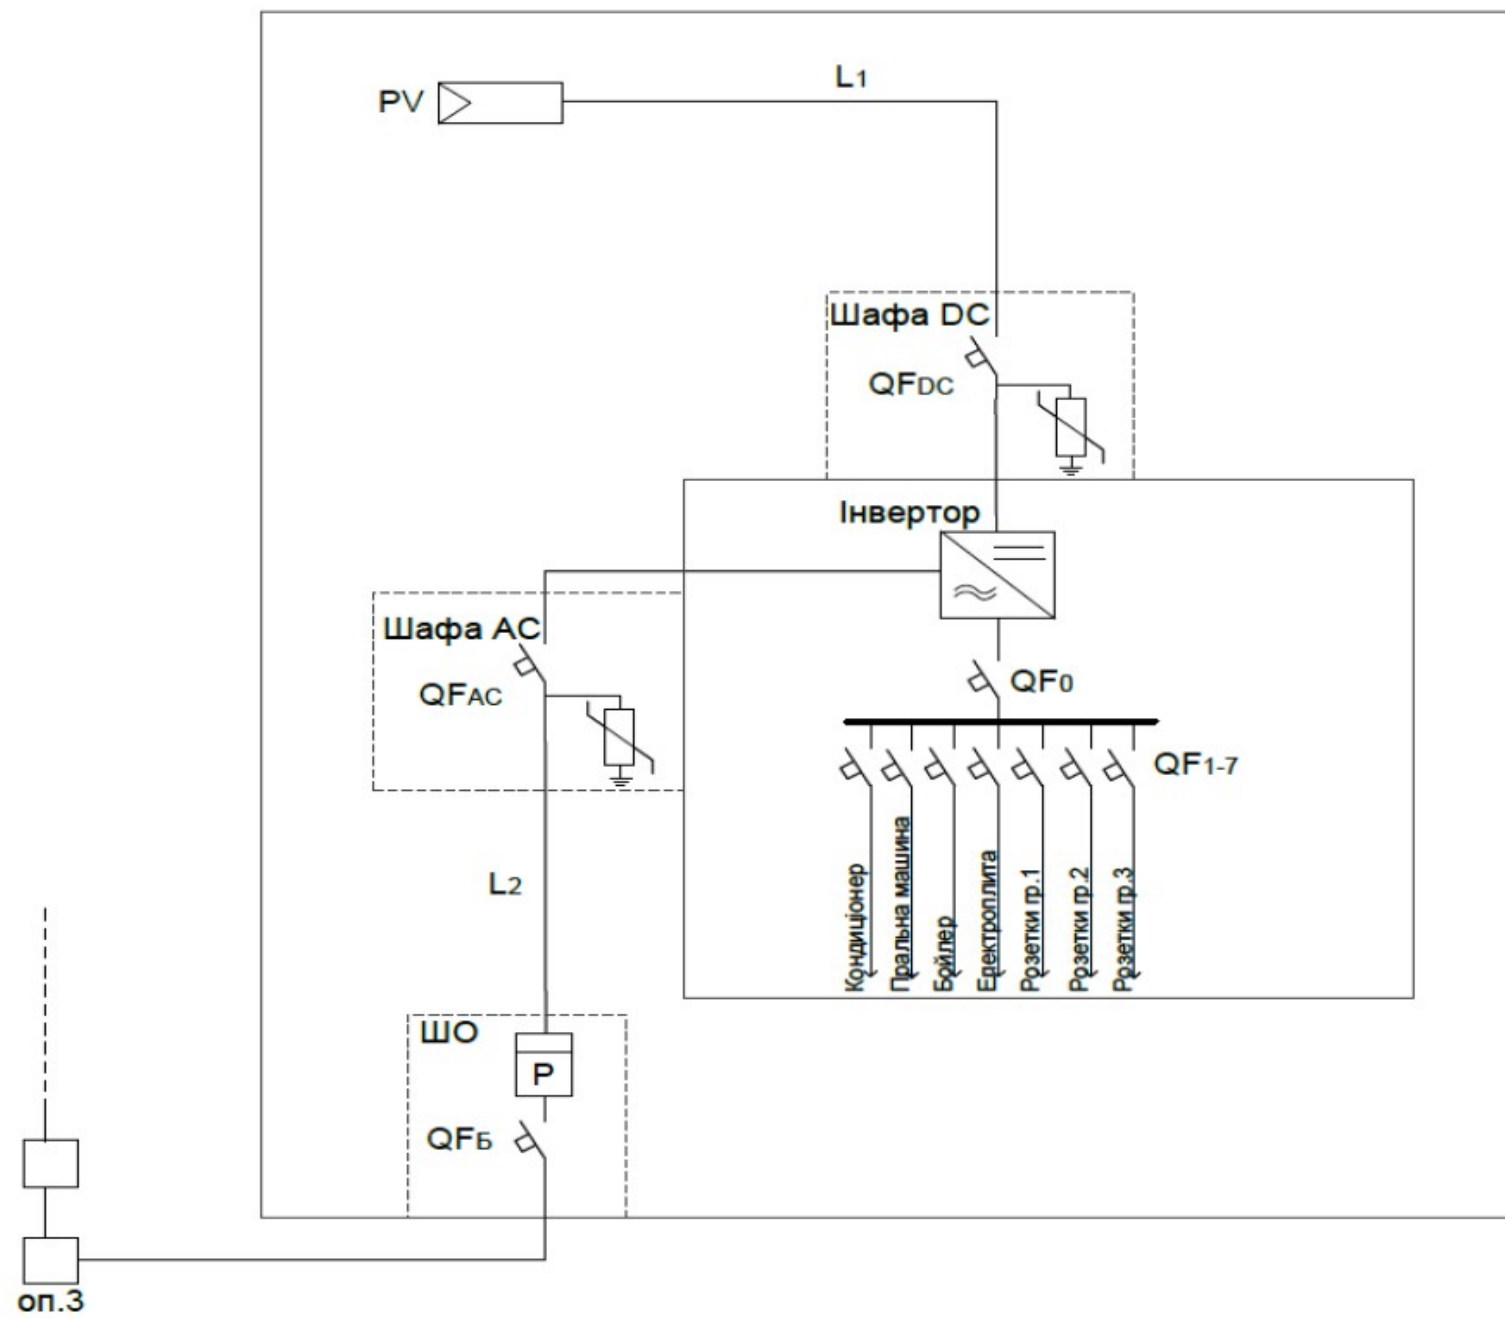 L1
PV
Шафа DC
QFDC
Інвертор
Шафа AC
QFAC
QF0
QF1-7
Кондиціонер
Пральна машина
Бойлер
Електроплита
Розетки гр.1
Розетки гр.2
Розетки гр.3
L2
ШО
P
QFБ
оп.3